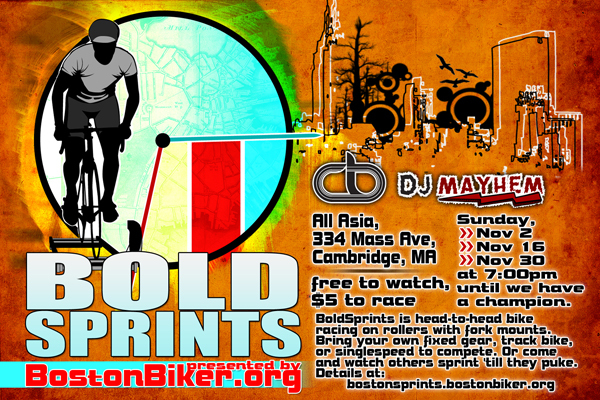 BOLD
SPRINTS
presented by
BostonBiker.org
cb
DJ MAYHEM
All Asia,
334 Mass Ave,
Cambridge, MA
free to watch,
$5 to race
Sunday,
» Nov 2
» Nov 16
» Nov 30
at 7:00pm
until we have
a champion.
BoldSprints is head-to-head bike
racing on rollers with fork mounts.
Bring your own fixed gear, track bike,
or singlespeed to compete. Or come
and watch others sprint 'till they puke.
Details at:
bostonsprints.bostonbiker.org